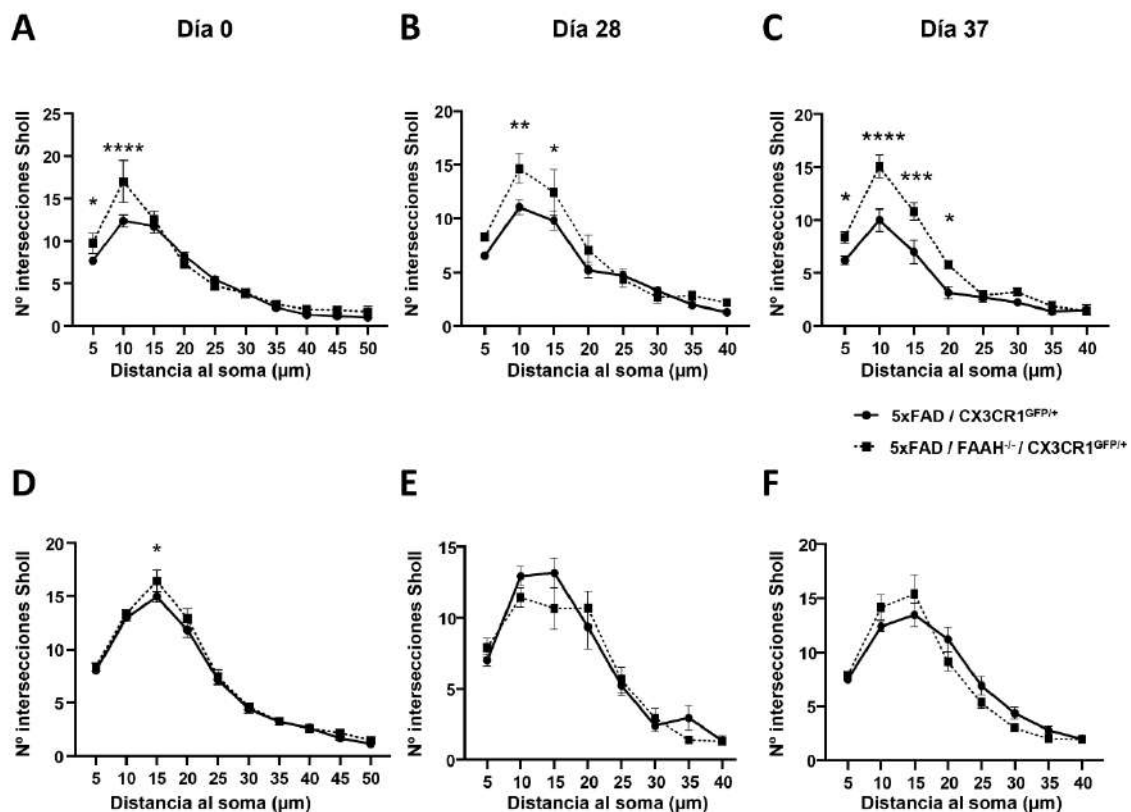 A Día 0 B Día 28 C Día 37
Nº intersecciones Sholl
25
20
15
10
5
0
*
****
5 10 15 20 25 30 35 40 45 50
Distancia al soma (µm)
Nº intersecciones Sholl
20
15
10
5
0
**
*
5 10 15 20 25 30 35 40
Distancia al soma (µm)
Nº intersecciones Sholl
20
15
10
5
0
*
****
***
*
5 10 15 20 25 30 35 40
Distancia al soma (µm)
5xFAD / CX3CR1GFP/+
5xFAD / FAAH-/- / CX3CR1GFP/+
D E F
Nº intersecciones Sholl
20
15
10
5
0
*
5 10 15 20 25 30 35 40 45 50
Distancia al soma (µm)
Nº intersecciones Sholl
15
10
5
0
5 10 15 20 25 30 35 40
Distancia al soma (µm)
Nº intersecciones Sholl
20
15
10
5
0
5 10 15 20 25 30 35 40
Distancia al soma (µm)